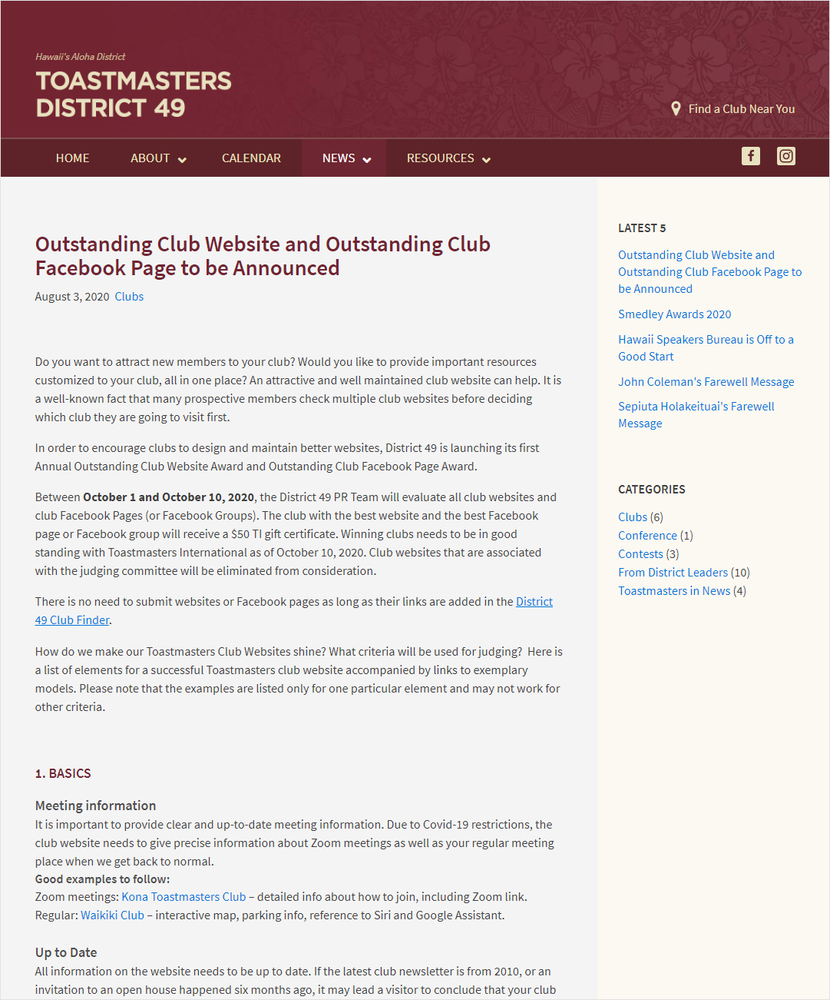 Hawaii's Aloha District
TOASTMASTERS
DISTRICT 49
Find a Club Near You
HOME
ABOUT
CALENDAR
NEWS
RESOURCES
Outstanding Club Website and Outstanding Club
Facebook Page to be Announced
August 3, 2020 Clubs
Do you want to attract new members to your club? Would you like to provide important resources
customized to your club, all in one place? An attractive and well maintained club website can help. It is
a well-known fact that many prospective members check multiple club websites before deciding
which club they are going to visit first.
In order to encourage clubs to design and maintain better websites, District 49 is launching its first
Annual Outstanding Club Website Award and Outstanding Club Facebook Page Award.
Between October 1 and October 10, 2020, the District 49 PR Team will evaluate all club websites and
club Facebook Pages (or Facebook Groups). The club with the best website and the best Facebook
page or Facebook group will receive a $50 TI gift certificate. Winning clubs needs to be in good
standing with Toastmasters International as of October 10, 2020. Club websites that are associated
with the judging committee will be eliminated from consideration.
There is no need to submit websites or Facebook pages as long as their links are added in the District
49 Club Finder.
How do we make our Toastmasters Club Websites shine? What criteria will be used for judging? Here is
a list of elements for a successful Toastmasters club website accompanied by links to exemplary
models. Please note that the examples are listed only for one particular element and may not work for
other criteria.
1. BASICS
Meeting information
It is important to provide clear and up-to-date meeting information. Due to Covid-19 restrictions, the
club website needs to give precise information about Zoom meetings as well as your regular meeting
place when we get back to normal.
Good examples to follow:
Zoom meetings: Kona Toastmasters Club – detailed info about how to join, including Zoom link.
Regular: Waikiki Club – interactive map, parking info, reference to Siri and Google Assistant.
Up to Date
All information on the website needs to be up to date. If the latest club newsletter is from 2010, or an
invitation to an open house happened six months ago, it may lead a visitor to conclude that your club
LATEST 5
Outstanding Club Website and
Outstanding Club Facebook Page to
be Announced
Smedley Awards 2020
Hawaii Speakers Bureau is Off to a
Good Start
John Coleman's Farewell Message
Sepiuta Holakeituai's Farewell
Message
CATEGORIES
Clubs (6)
Conference (1)
Contests (3)
From District Leaders (10)
Toastmasters in News (4)